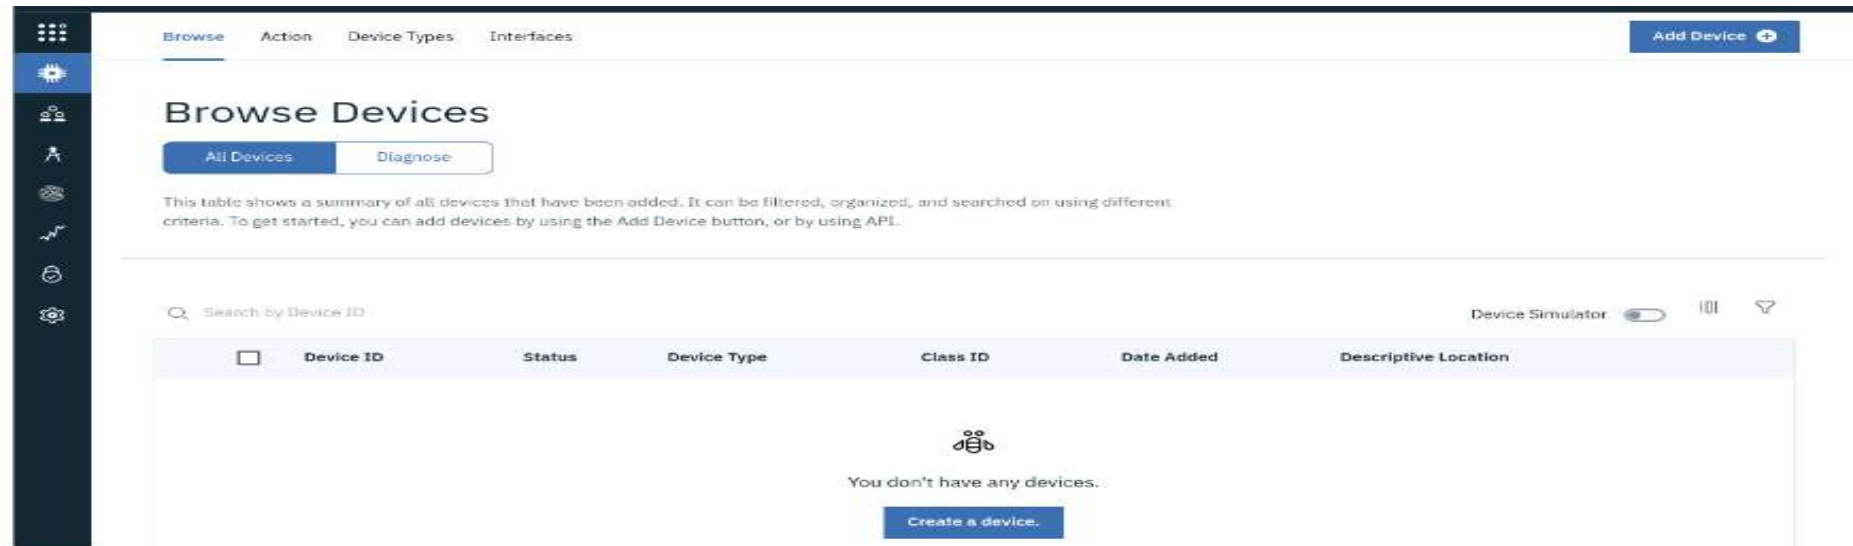 Browse Action Device Types Interfaces Add Device
Browse Devices
All Devices Diagnose
This table shows a summary of all devices that have been added. It can be filtered, organized, and searched on using different
criteria. To get started, you can add devices by using the Add Device button, or by using API.
Search by Device ID Device Simulator
Device ID Status Device Type Class ID Date Added Descriptive Location
You don't have any devices.
Create a device.